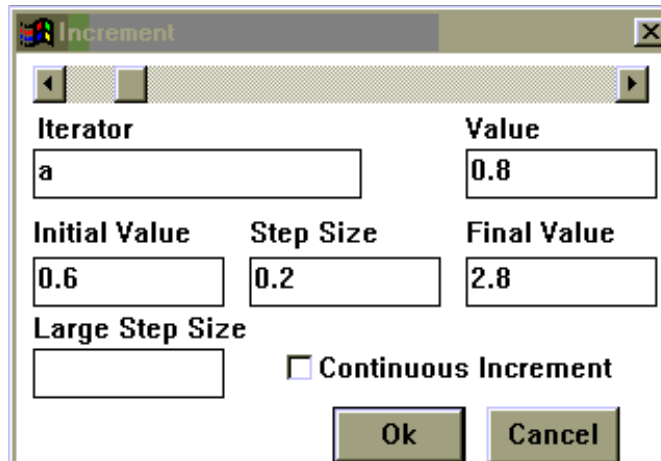 Increment
Iterator Value
a 0.8
Initial Value Step Size Final Value
0.6 0.2 2.8
Large Step Size
Continuous Increment
Ok Cancel